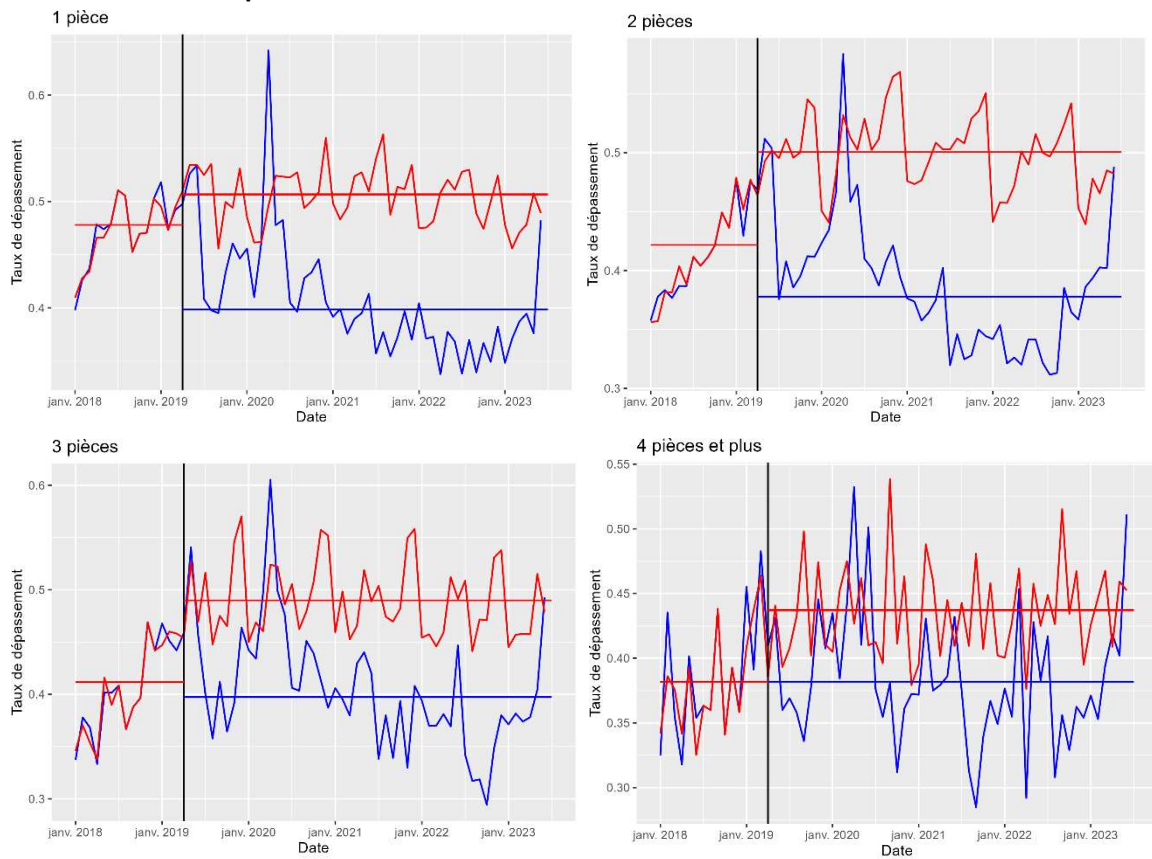 1 pièce
Taux de dépassement
0.6
0.5
0.4
janv. 2018 janv. 2019 janv. 2020 janv. 2021 janv. 2022 janv. 2023
Date
2 pièces
Taux de dépassement
0.5
0.4
0.3
janv. 2018 janv. 2019 janv. 2020 janv. 2021 janv. 2022 janv. 2023
Date
3 pièces
Taux de dépassement
0.6
0.5
0.4
0.3
janv. 2018 janv. 2019 janv. 2020 janv. 2021 janv. 2022 janv. 2023
Date
4 pièces et plus
Taux de dépassement
0.55
0.50
0.45
0.40
0.35
0.30
janv. 2018 janv. 2019 janv. 2020 janv. 2021 janv. 2022 janv. 2023
Date